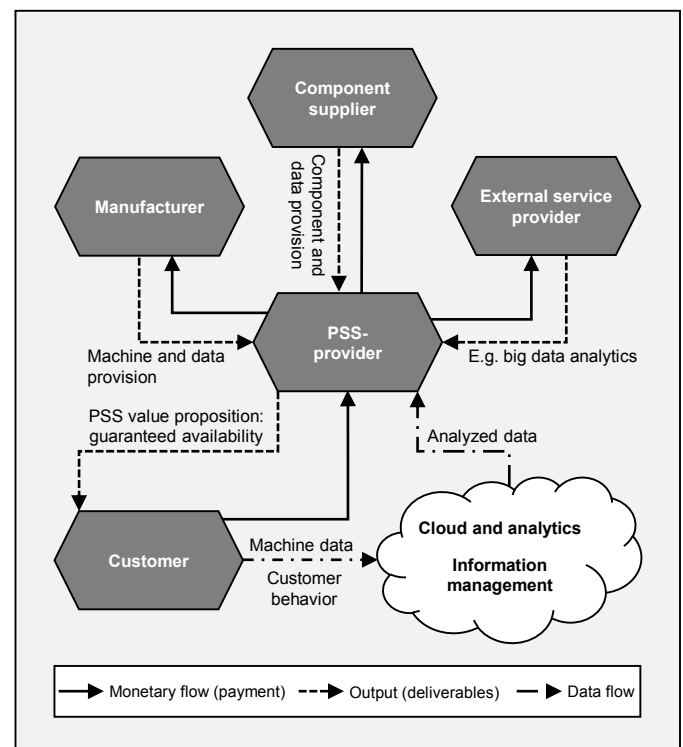 Component
supplier
Manufacturer
External service
provider
Component and
data provision
PSS-
provider
Machine and data
provision
E.g. big data analytics
PSS value proposition:
guaranteed availability
Analyzed data
Cloud and analytics
Information
management
Customer
Machine data
Customer
behavior
Monetary flow (payment)
Output (deliverables)
Data flow